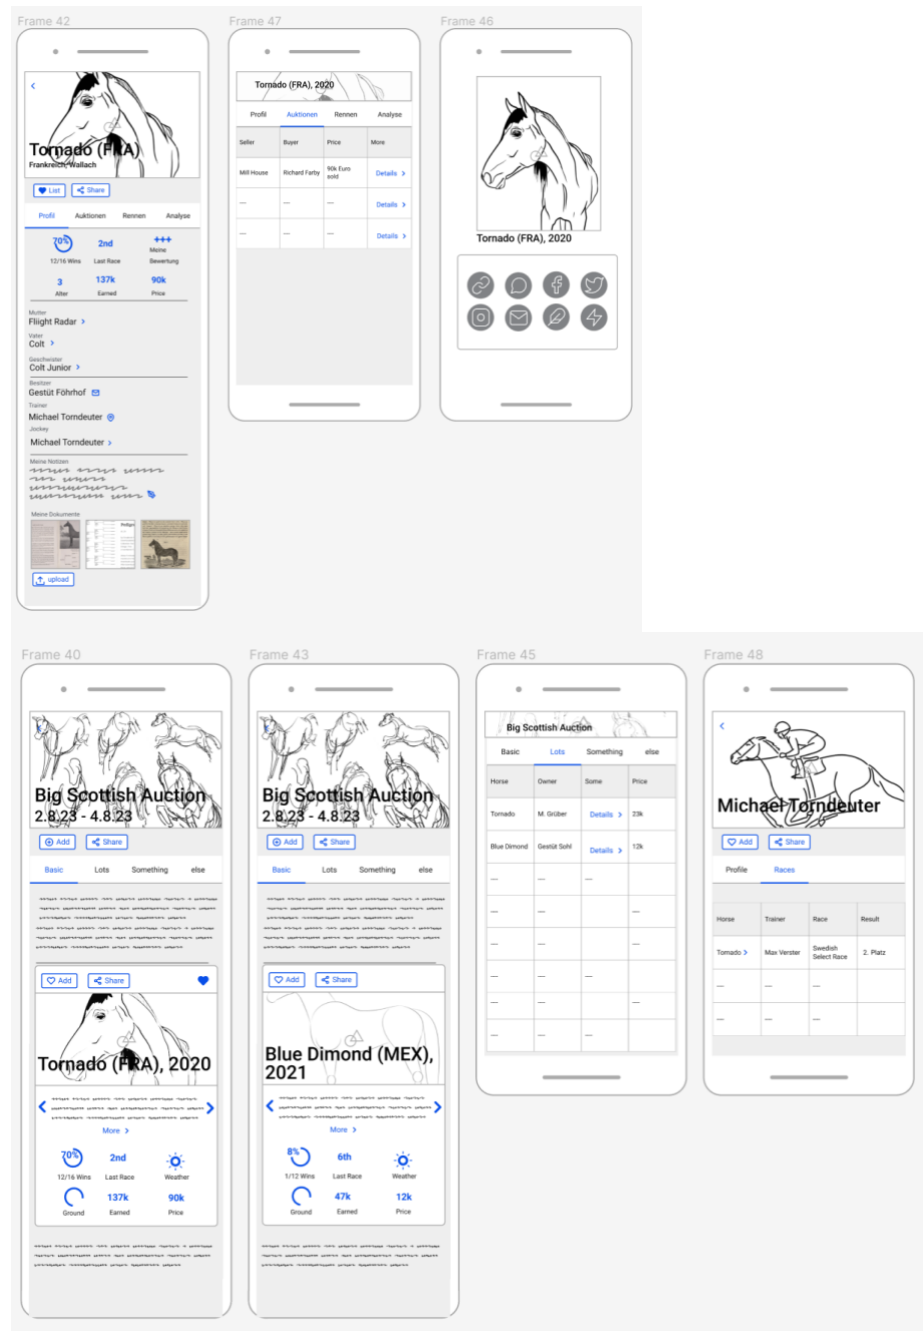 Frame 42
Tornado (FRA)
Frankreich, Wallach
List
Share
Profil
Auktionen
Rennen
Analyse
70%
12/16 Wins
2nd
Last Race
+++
Meine
Bewertung
3
Alter
137k
Earned
90k
Price
Mutter
Fliight Radar >
Vater
Colt >
Geschwister
Colt Junior >
Besitzer
Gestüt Föhrhof
Trainer
Michael Torndeuter
Jockey
Michael Torndeuter >
Meine Notizen
Meine Dokumente
upload
Frame 47
Tornado (FRA), 2020
Profil
Auktionen
Rennen
Analyse
Seller
Buyer
Price
More
Mill House
Richard Farby
90k Euro
sold
Details >
—
—
—
Details >
—
—
—
Details >
Frame 46
Tornado (FRA), 2020
Frame 40
Big Scottish Auction
2.8.23 - 4.8.23
Add
Share
Basic
Lots
Something
else
Add
Share
Tornado (FRA), 2020
More >
70%
12/16 Wins
2nd
Last Race
Weather
Ground
137k
Earned
90k
Price
Frame 43
Big Scottish Auction
2.8.23 - 4.8.23
Add
Share
Basic
Lots
Something
else
Add
Share
Blue Dimond (MEX),
2021
More >
8%
1/12 Wins
6th
Last Race
Weather
Ground
47k
Earned
12k
Price
Frame 45
Big Scottish Auction
Basic
Lots
Something
else
Horse
Owner
Some
Price
Tornado
M. Grüber
Details >
23k
Blue Dimond
Gestüt Sohl
Details >
12k
Frame 48
Michael Torndeuter
Add
Share
Profile
Races
Horse
Trainer
Race
Result
Tornado >
Max Verster
Swedish
Select Race
2. Platz